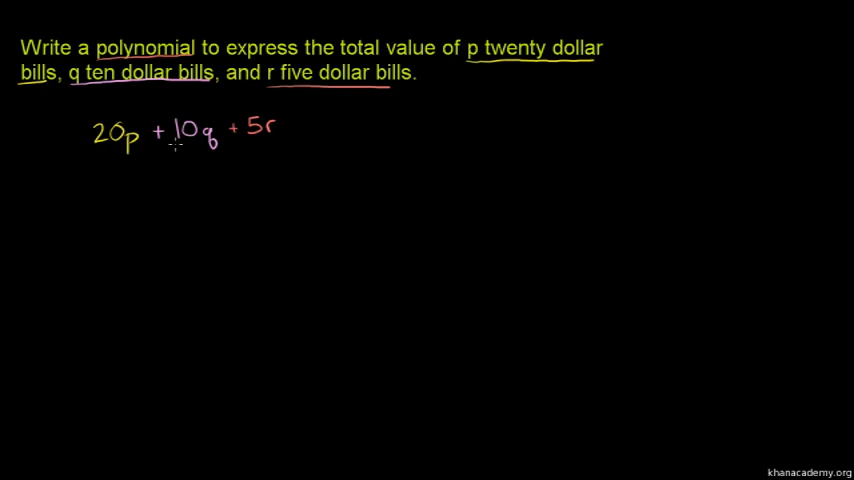 Write a polynomial to express the total value of p twenty dollar
bills, q ten dollar bills, and r five dollar bills.
20p + 10q + 5r
khanacademy.org